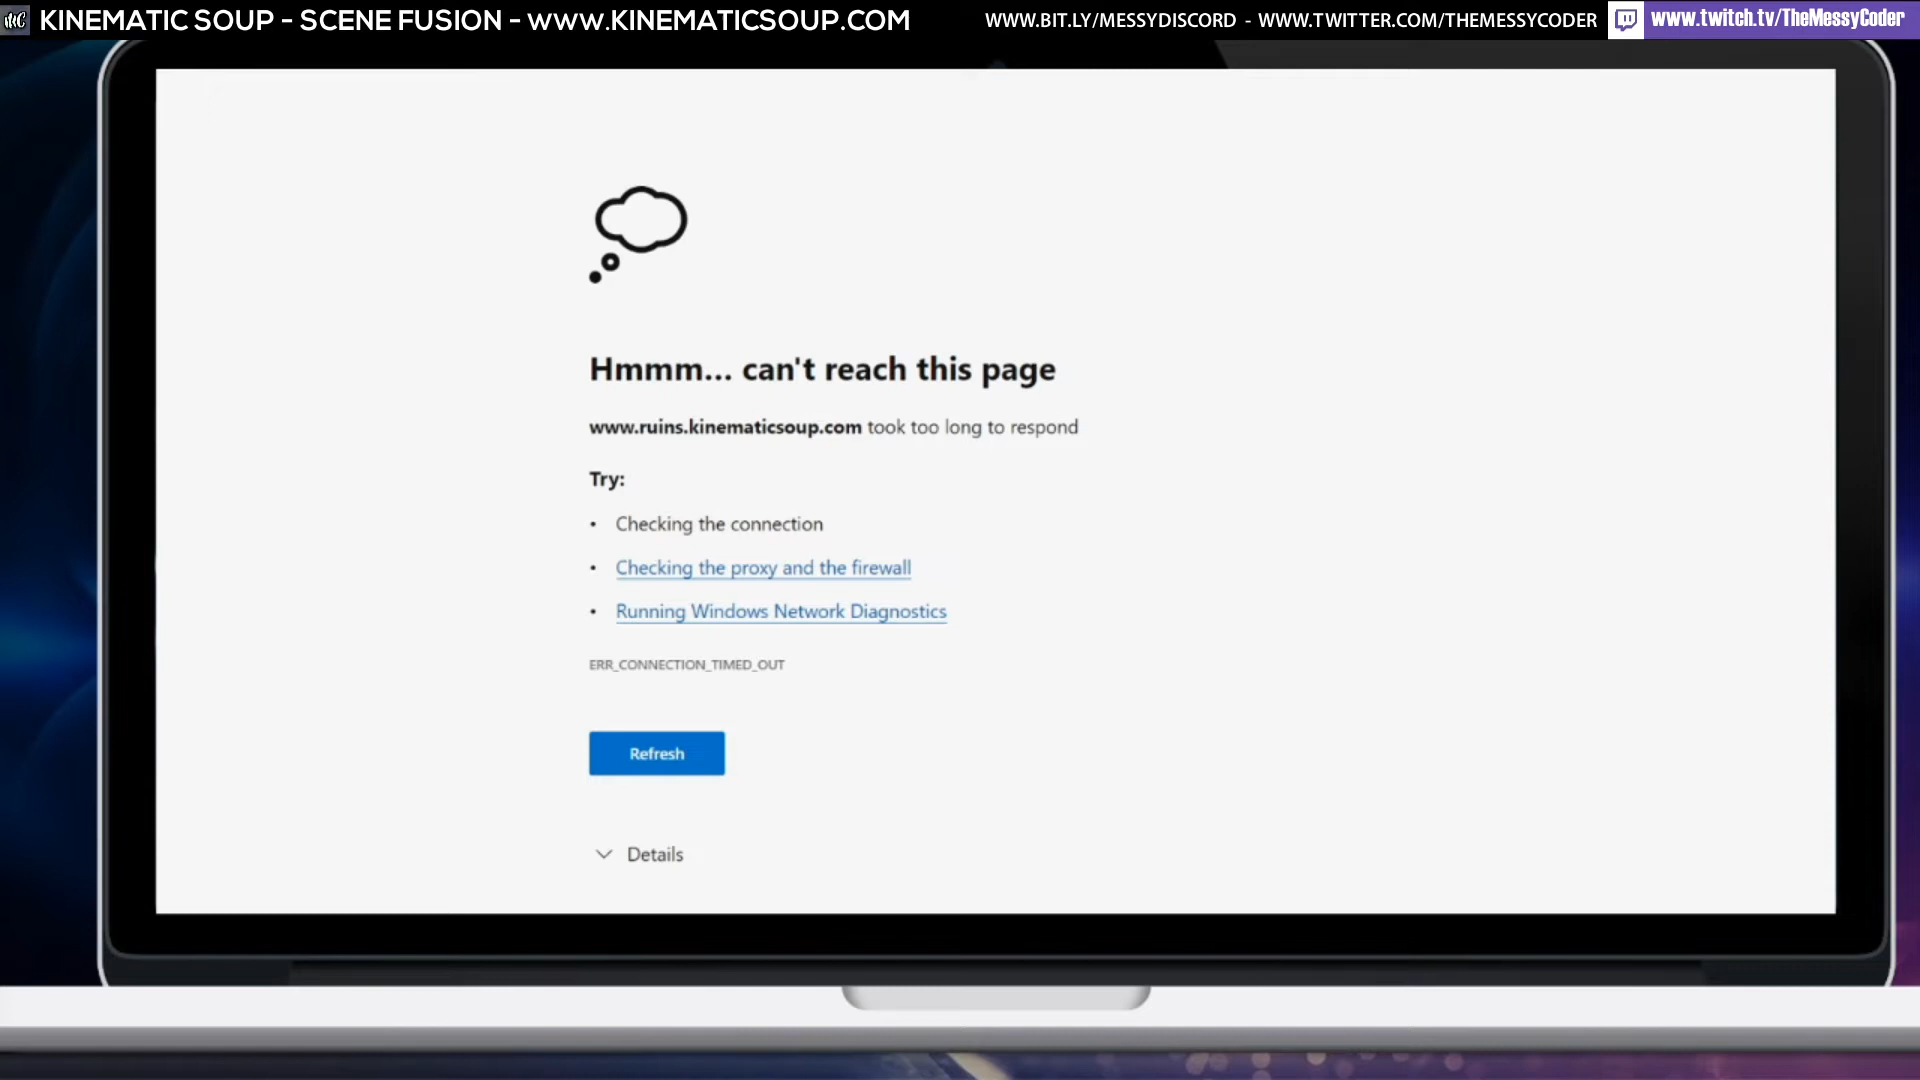 MC KINEMATIC SOUP - SCENE FUSION - www.KINEMATICSOUP.COM
WWW.BIT.LY/MESSYDISCORD - WWW.TWITTER.COM/THEMESSYCODER
www.twitch.tv/TheMessyCoder
Hmmm... can't reach this page
www.ruins.kinematicsoup.com took too long to respond
Try:
• Checking the connection
• Checking the proxy and the firewall
• Running Windows Network Diagnostics
ERR_CONNECTION_TIMED_OUT
Refresh
Details